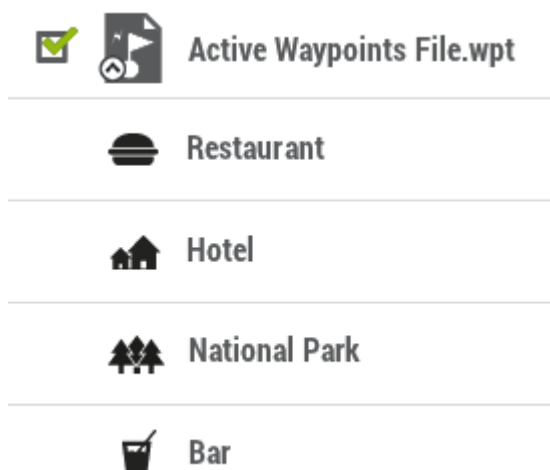 Active Waypoints File.wpt
Restaurant
Hotel
National Park
Bar